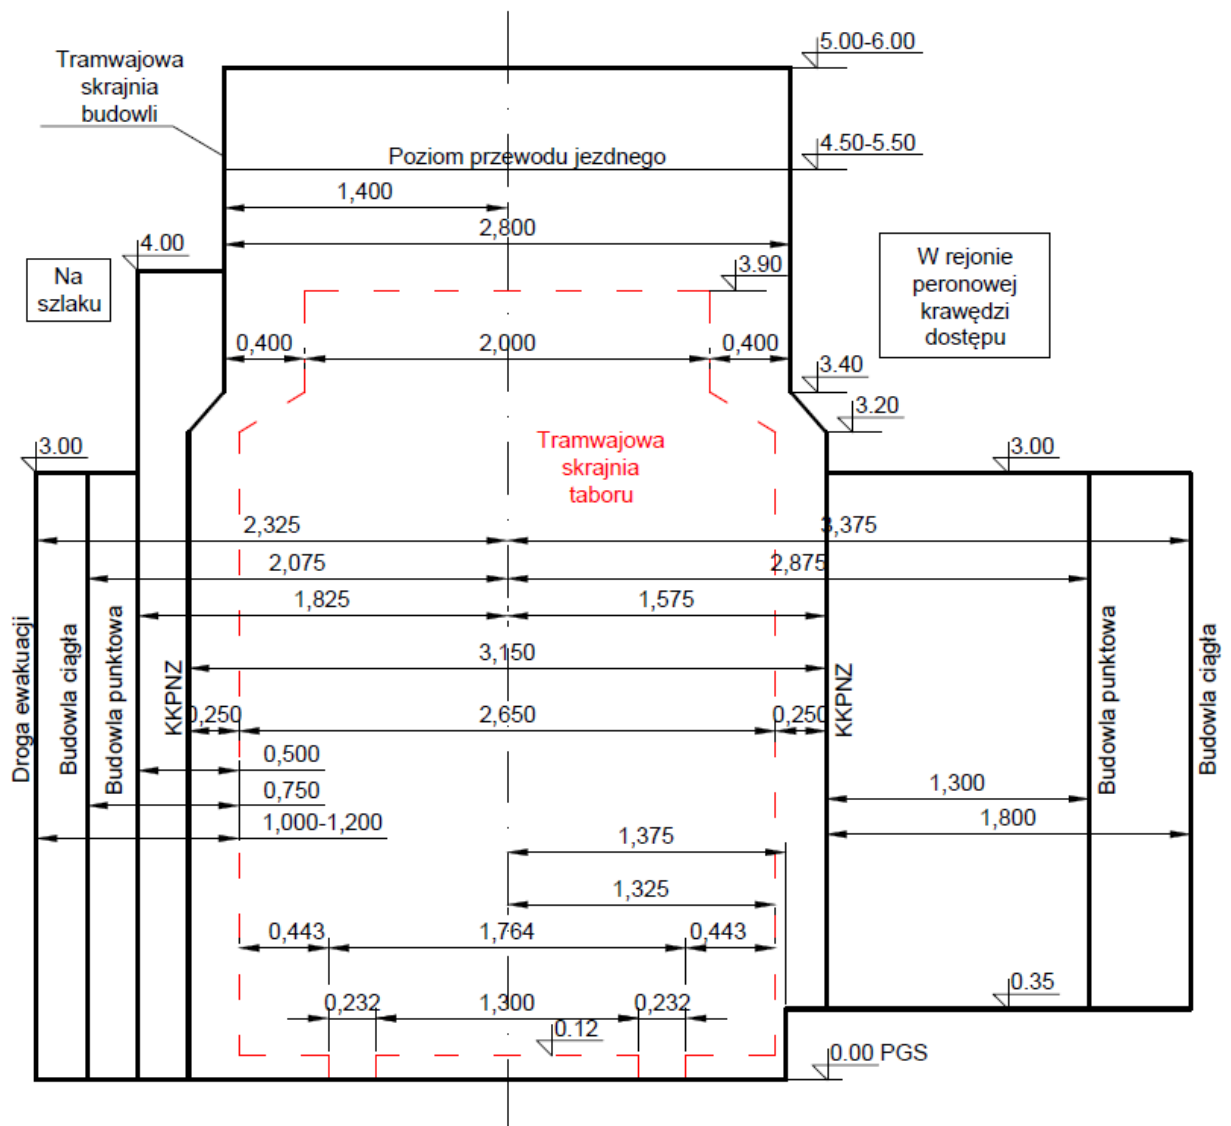 5.00-6.00
Tramwajowa
skrajnia
budowli
4.50-5.50
Poziom przewodu jezdnego
1,400
2,800
4.00
W rejonie
peronowej
krawędzi
dostępu
Na
szlaku
3.90
0,400
2,000
0,400
3.40
3.20
Tramwajowa
skrajnia
taboru
3.00
3.00
2,325
3,375
2,075
2,875
1,825
1,575
3,150
Droga ewakuacji
Budowla ciągła
Budowla punktowa
KKPNZ
KKPNZ
Budowla punktowa
Budowla ciągła
0,250
2,650
0,250
0,500
0,750
1,000-1,200
1,300
1,800
1,375
1,325
0,443
1,764
0,443
0.35
0,232
1,300
0,232
0.12
0.00 PGS